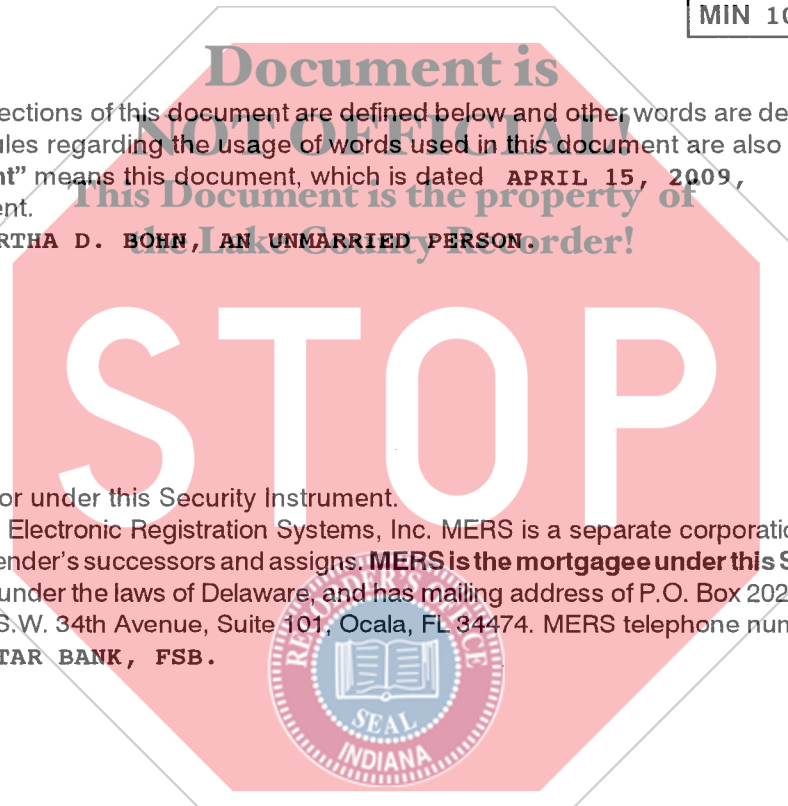 MIN 10
Document is
ections of this document are defined below and other words are de
NOT OFFICIAL!
ules regarding the usage of words used in this document are also
nt” means this document, which is dated APRIL 15, 2009,
This Document is the property of
ent.
RTHA D. BOHN, AN UNMARRIED PERSON.
the Lake County Recorder!
STOP
or under this Security Instrument.
Electronic Registration Systems, Inc. MERS is a separate corporatio
ender’s successors and assigns. MERS is the mortgagee under this S
under the laws of Delaware, and has mailing address of P.O. Box 202
S.W. 34th Avenue, Suite 101, Ocala, FL 34474. MERS telephone num
TAR BANK, FSB.
RECORDER'S OFFICE
SEAL
INDIANA